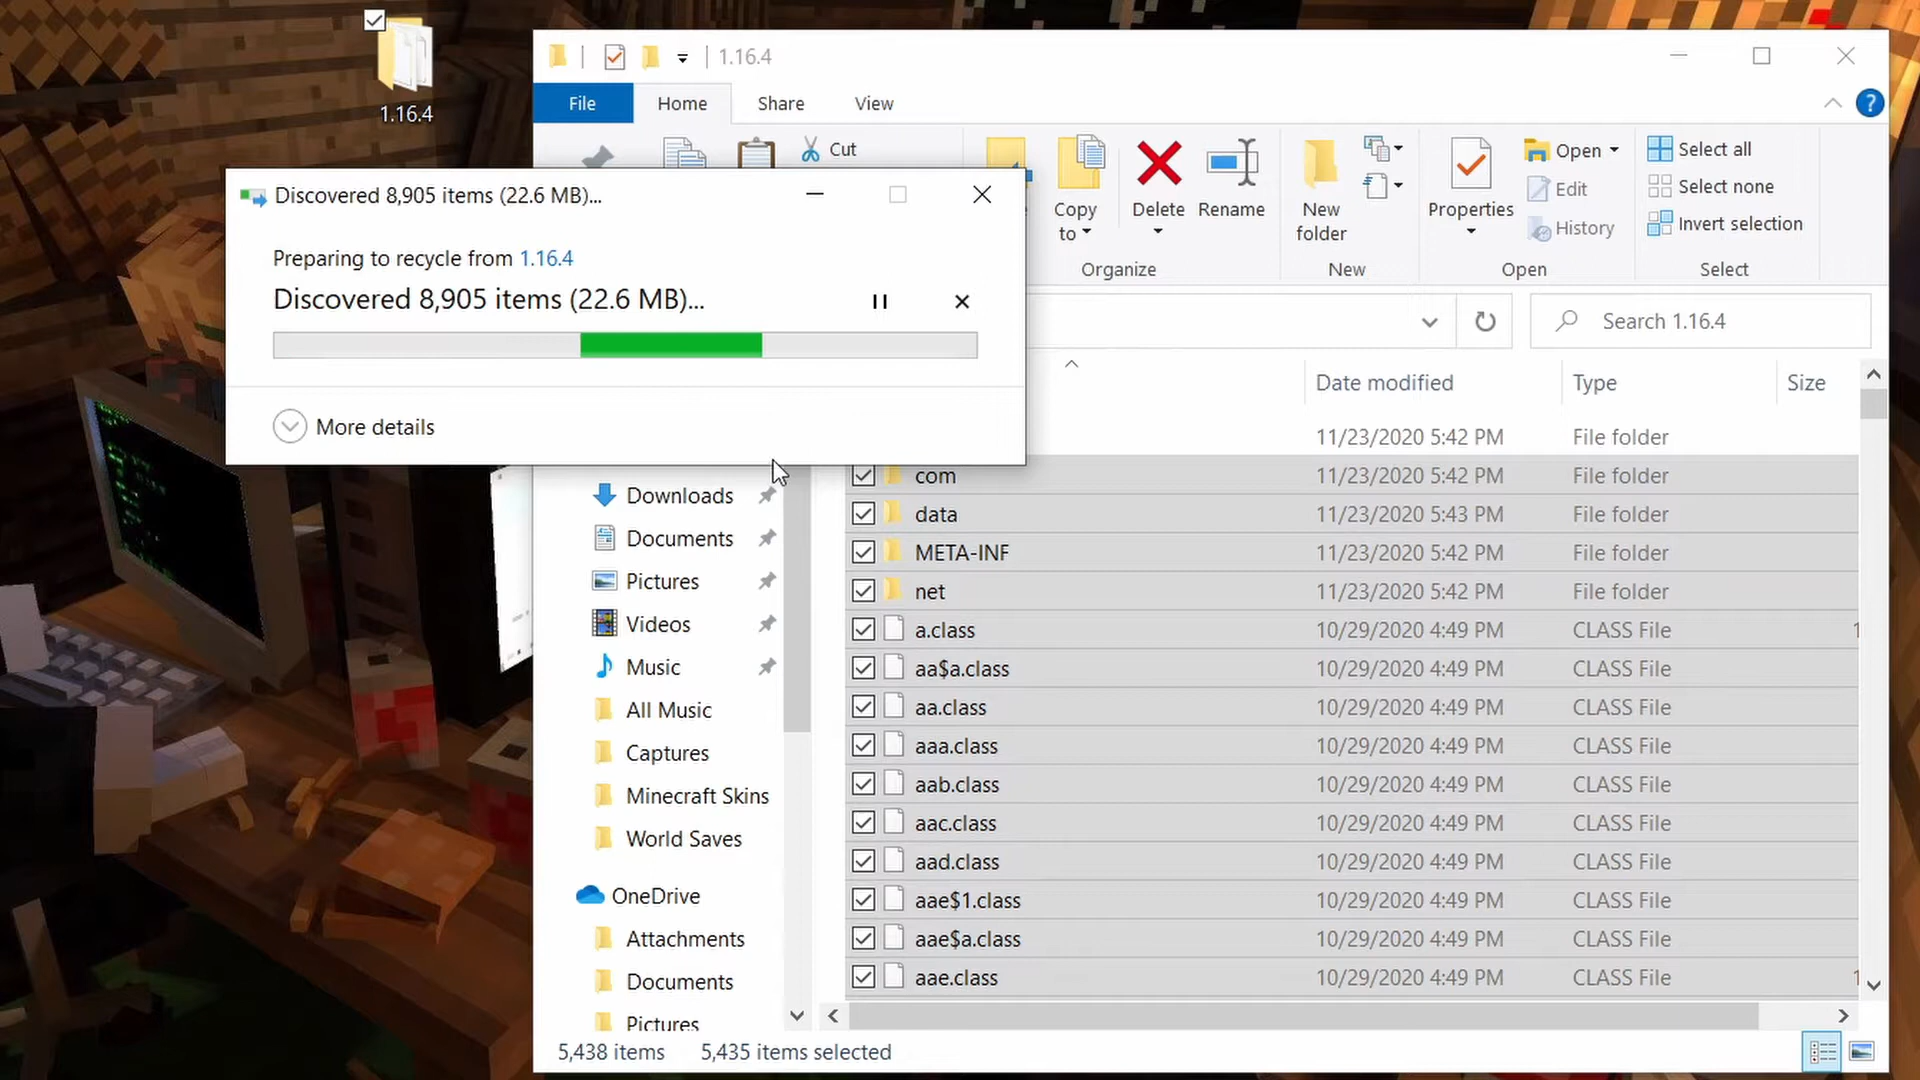 1.16.4
1.16.4
File
Home
Share
View
Cut
Copy
to
Delete
Rename
New
folder
Properties
Open
Edit
History
Select all
Select none
Invert selection
Organize
New
Open
Select
Discovered 8,905 items (22.6 MB)...
Preparing to recycle from 1.16.4
Discovered 8,905 items (22.6 MB)...
More details
Search 1.16.4
Date modified
Type
Size
11/23/2020 5:42 PM File folder
com 11/23/2020 5:42 PM File folder
data 11/23/2020 5:43 PM File folder
META-INF 11/23/2020 5:42 PM File folder
net 11/23/2020 5:42 PM File folder
a.class 10/29/2020 4:49 PM CLASS File
aa$a.class 10/29/2020 4:49 PM CLASS File
aa.class 10/29/2020 4:49 PM CLASS File
aaa.class 10/29/2020 4:49 PM CLASS File
aab.class 10/29/2020 4:49 PM CLASS File
aac.class 10/29/2020 4:49 PM CLASS File
aad.class 10/29/2020 4:49 PM CLASS File
aae$1.class 10/29/2020 4:49 PM CLASS File
aae$a.class 10/29/2020 4:49 PM CLASS File
aae.class 10/29/2020 4:49 PM CLASS File
Downloads
Documents
Pictures
Videos
Music
All Music
Captures
Minecraft Skins
World Saves
OneDrive
Attachments
Documents
Pictures
5,438 items 5,435 items selected